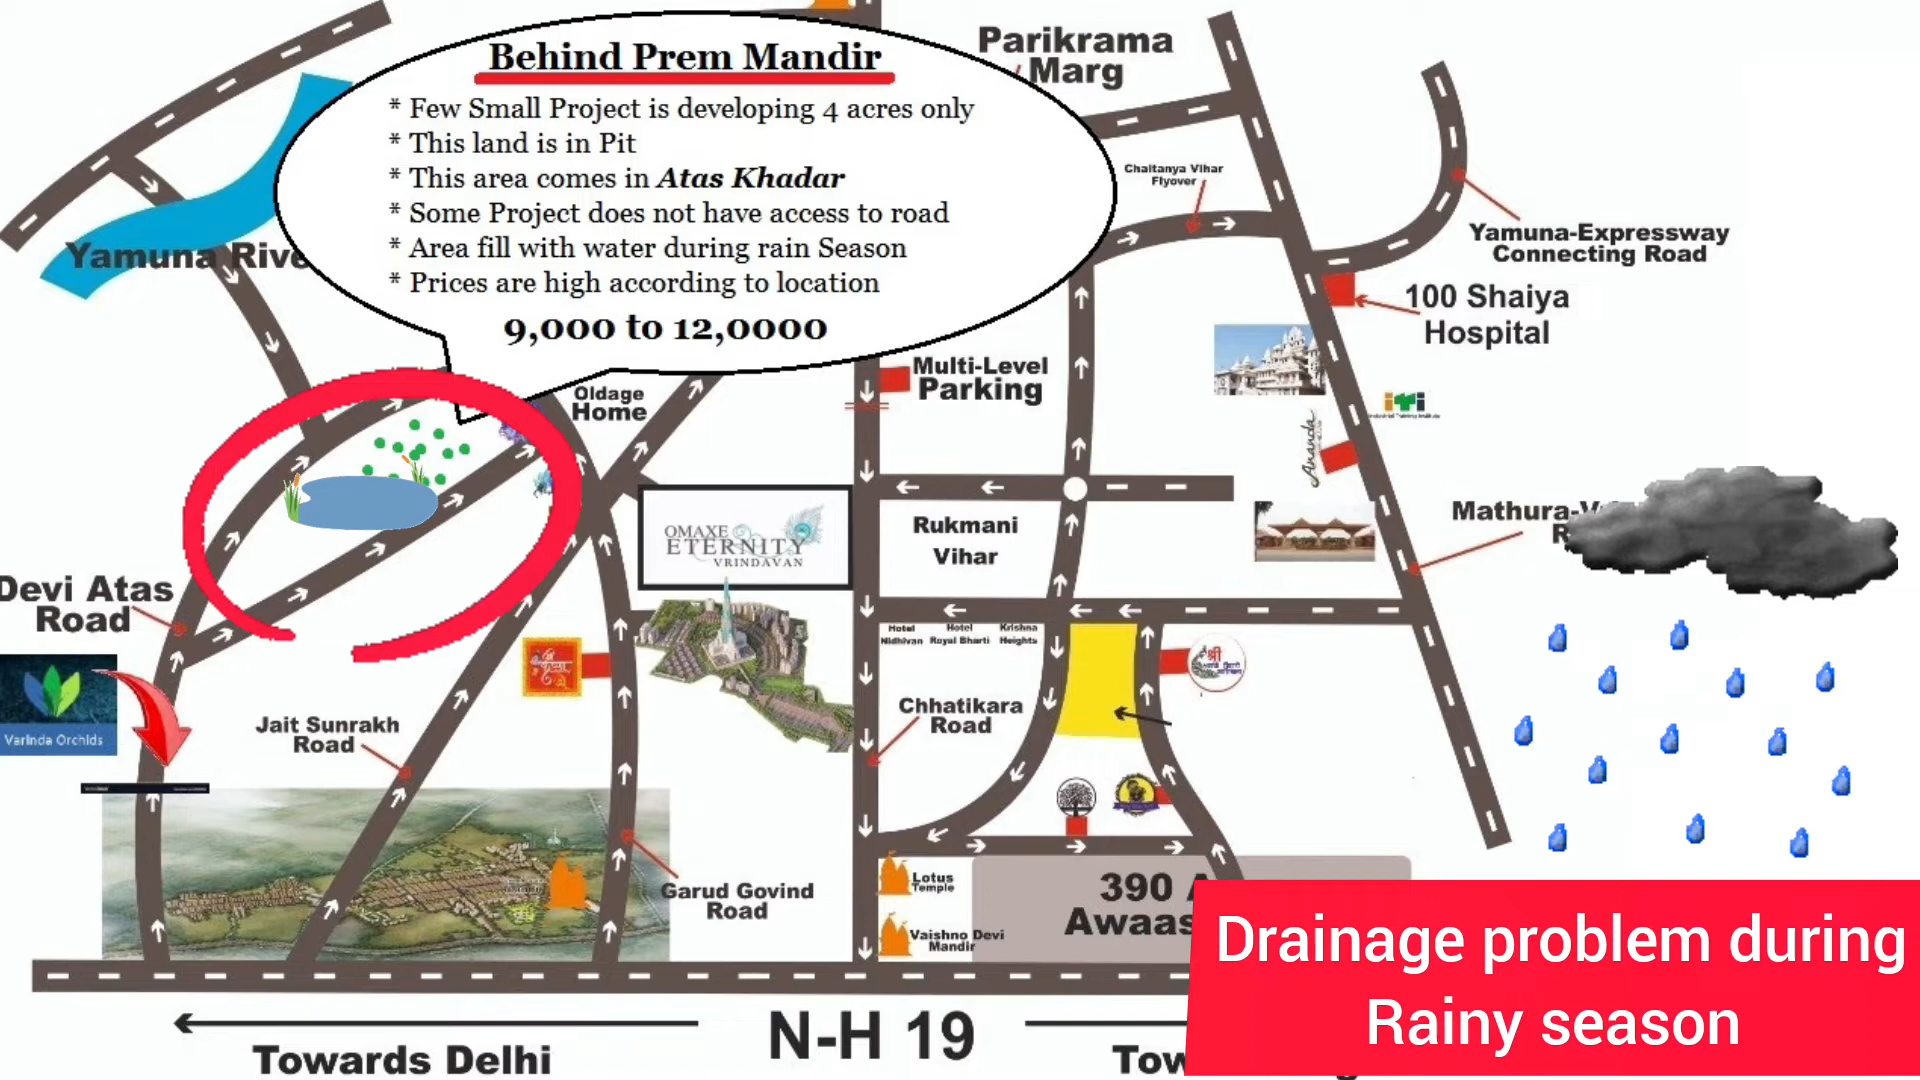 Behind Prem Mandir
* Few Small Project is developing 4 acres only
* This land is in Pit
* This area comes in Atas Khadar
* Some Project does not have access to road
* Area fill with water during rain Season
* Prices are high according to location
9,000 to 12,0000
Parikrama
Marg
Chaitanya Vihar
Flyover
Yamuna-Expressway
Connecting Road
100 Shaiya
Hospital
Yamuna Rive
Multi-Level
Parking
Oldage
Home
iTi
Industrial Training Institute
Ananda
OMAXE
ETERNITY
VRINDAVAN
Rukmani
Vihar
Mathura-V
R
Devi Atas
Road
Hotel
Nidhivan
Hotel
Royal Bharti
Krishna
Heights
श्री
Varinda Orchids
Jait Sunrakh
Road
Chhatikara
Road
Garud Govind
Road
Lotus
Temple
Vaishno Devi
Mandir
390 A
Awaas
Drainage problem during
Rainy season
N-H 19
Towards Delhi
Tow